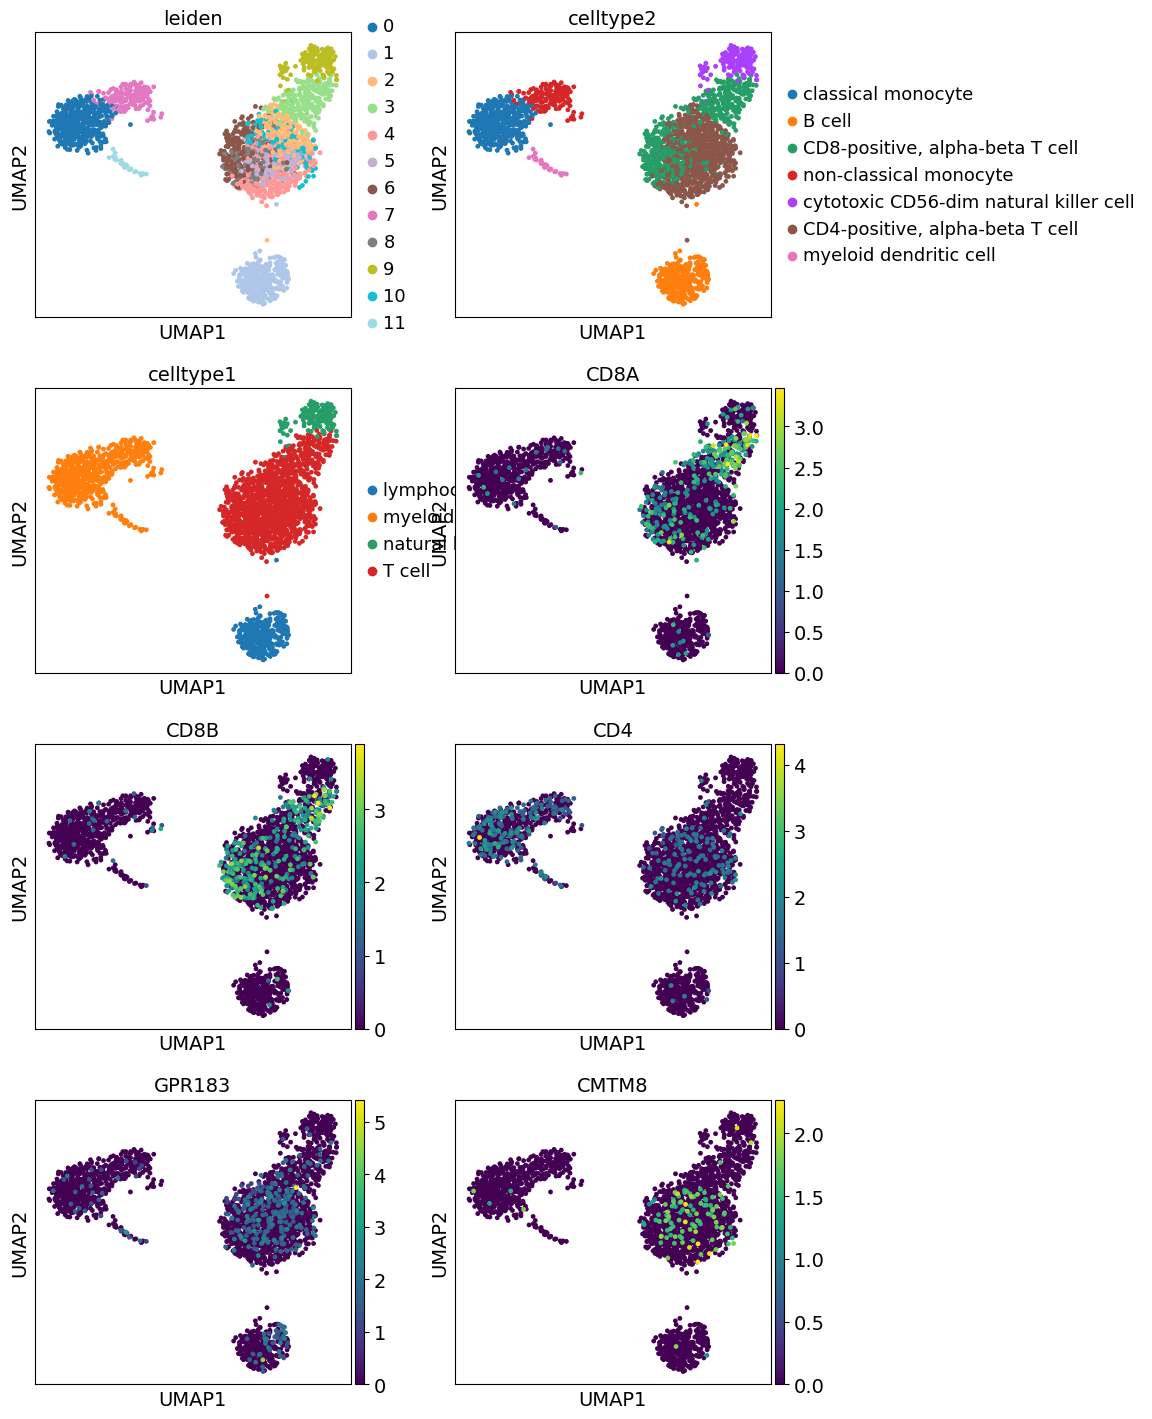 leiden
UMAP2
UMAP1
0
1
2
3
4
5
6
7
8
9
10
11
celltype2
UMAP2
UMAP1
classical monocyte
B cell
CD8-positive, alpha-beta T cell
non-classical monocyte
cytotoxic CD56-dim natural killer cell
CD4-positive, alpha-beta T cell
myeloid dendritic cell
celltype1
UMAP2
UMAP1
lymphoc
myeloid
natural
T cell
CD8A
UMAP2
UMAP1
3.0
2.5
2.0
1.5
1.0
0.5
0.0
CD8B
UMAP2
UMAP1
3
2
1
0
CD4
UMAP2
UMAP1
4
3
2
1
0
GPR183
UMAP2
UMAP1
5
4
3
2
1
0
CMTM8
UMAP2
UMAP1
2.0
1.5
1.0
0.5
0.0